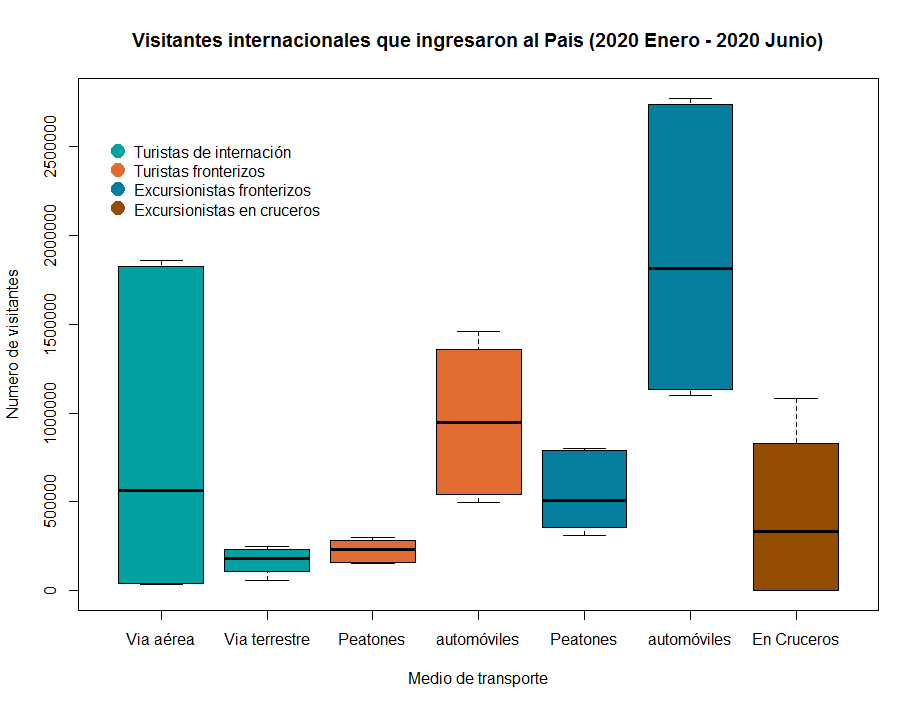 Visitantes internacionales que ingresaron al Pais (2020 Enero - 2020 Junio)
Turistas de internación
Turistas fronterizos
Excursionistas fronterizos
Excursionistas en cruceros
Numero de visitantes
2500000
2000000
1500000
1000000
500000
0
Via aérea Via terrestre Peatones automóviles Peatones automóviles En Cruceros
Medio de transporte